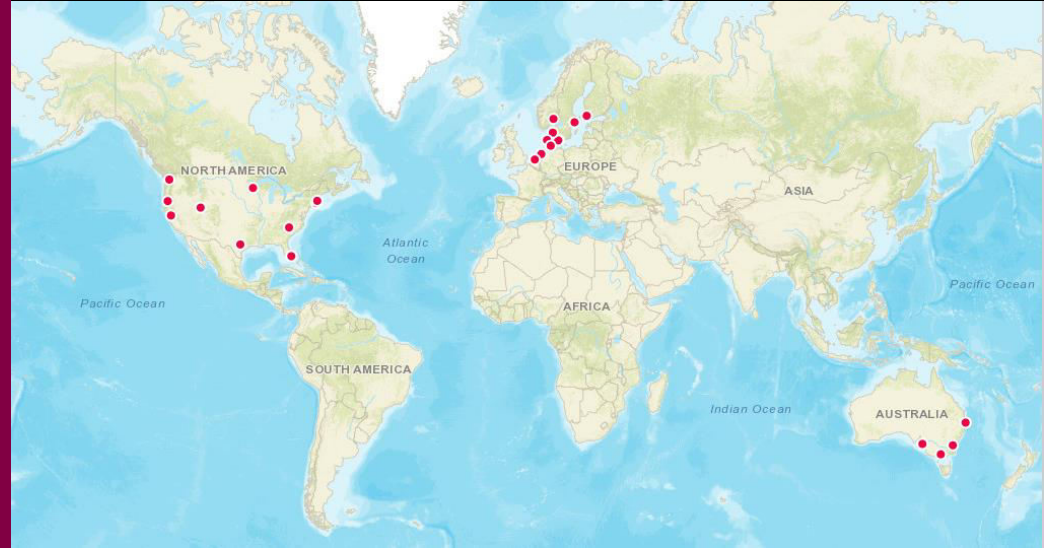 NORTH AMERICA
EUROPE
ASIA
Atlantic
Ocean
Pacific Ocean
Pacific Ocean
AFRICA
SOUTH AMERICA
Indian Ocean
AUSTRALIA